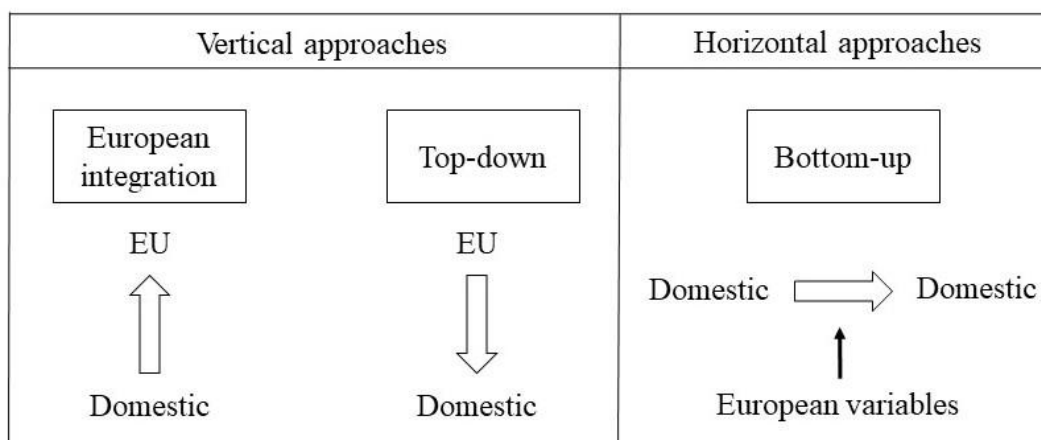 Vertical approaches
Horizontal approaches
European
integration
Top-down
Bottom-up
EU
EU
Domestic
Domestic
Domestic
Domestic
European variables